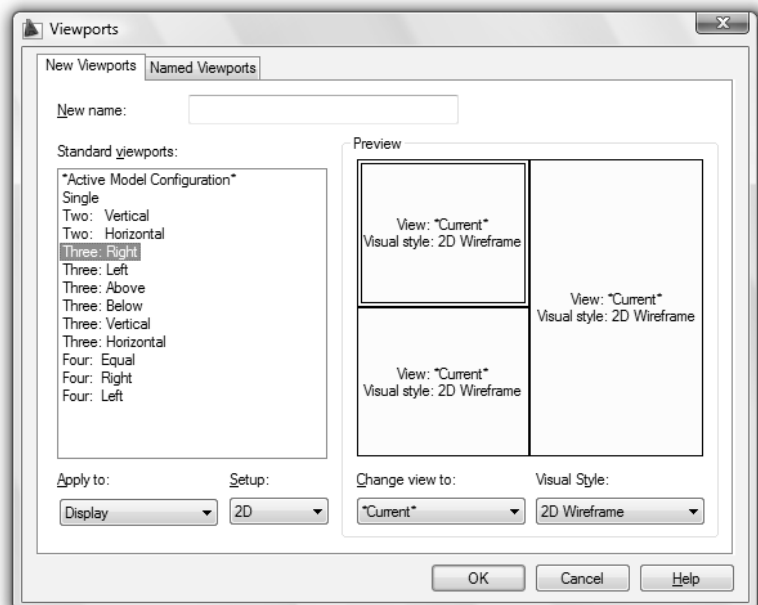 Viewports
New Viewports
Named Viewports
New name:
Standard viewports:
*Active Model Configuration*
Single
Two: Vertical
Two: Horizontal
Three: Right
Three: Left
Three: Above
Three: Below
Three: Vertical
Three: Horizontal
Four: Equal
Four: Right
Four: Left
Apply to:
Display
Setup:
2D
Preview
View: *Current*
Visual style: 2D Wireframe
View: *Current*
Visual style: 2D Wireframe
View: *Current*
Visual style: 2D Wireframe
Change view to:
*Current*
Visual Style:
2D Wireframe
OK
Cancel
Help